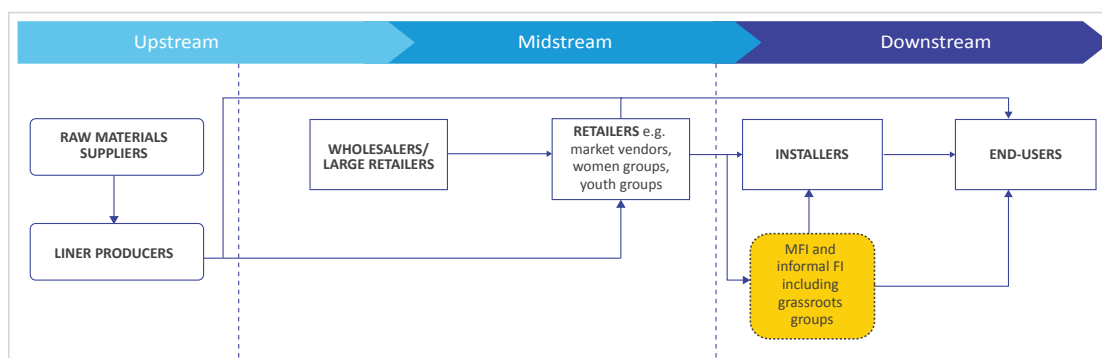 Upstream
Midstream
Downstream
RAW MATERIALS
SUPPLIERS
WHOLESALERS/
LARGE RETAILERS
RETAILERS e.g.
market vendors,
women groups,
youth groups
INSTALLERS
END-USERS
LINER PRODUCERS
MFI and
informal FI
including
grassroots
groups